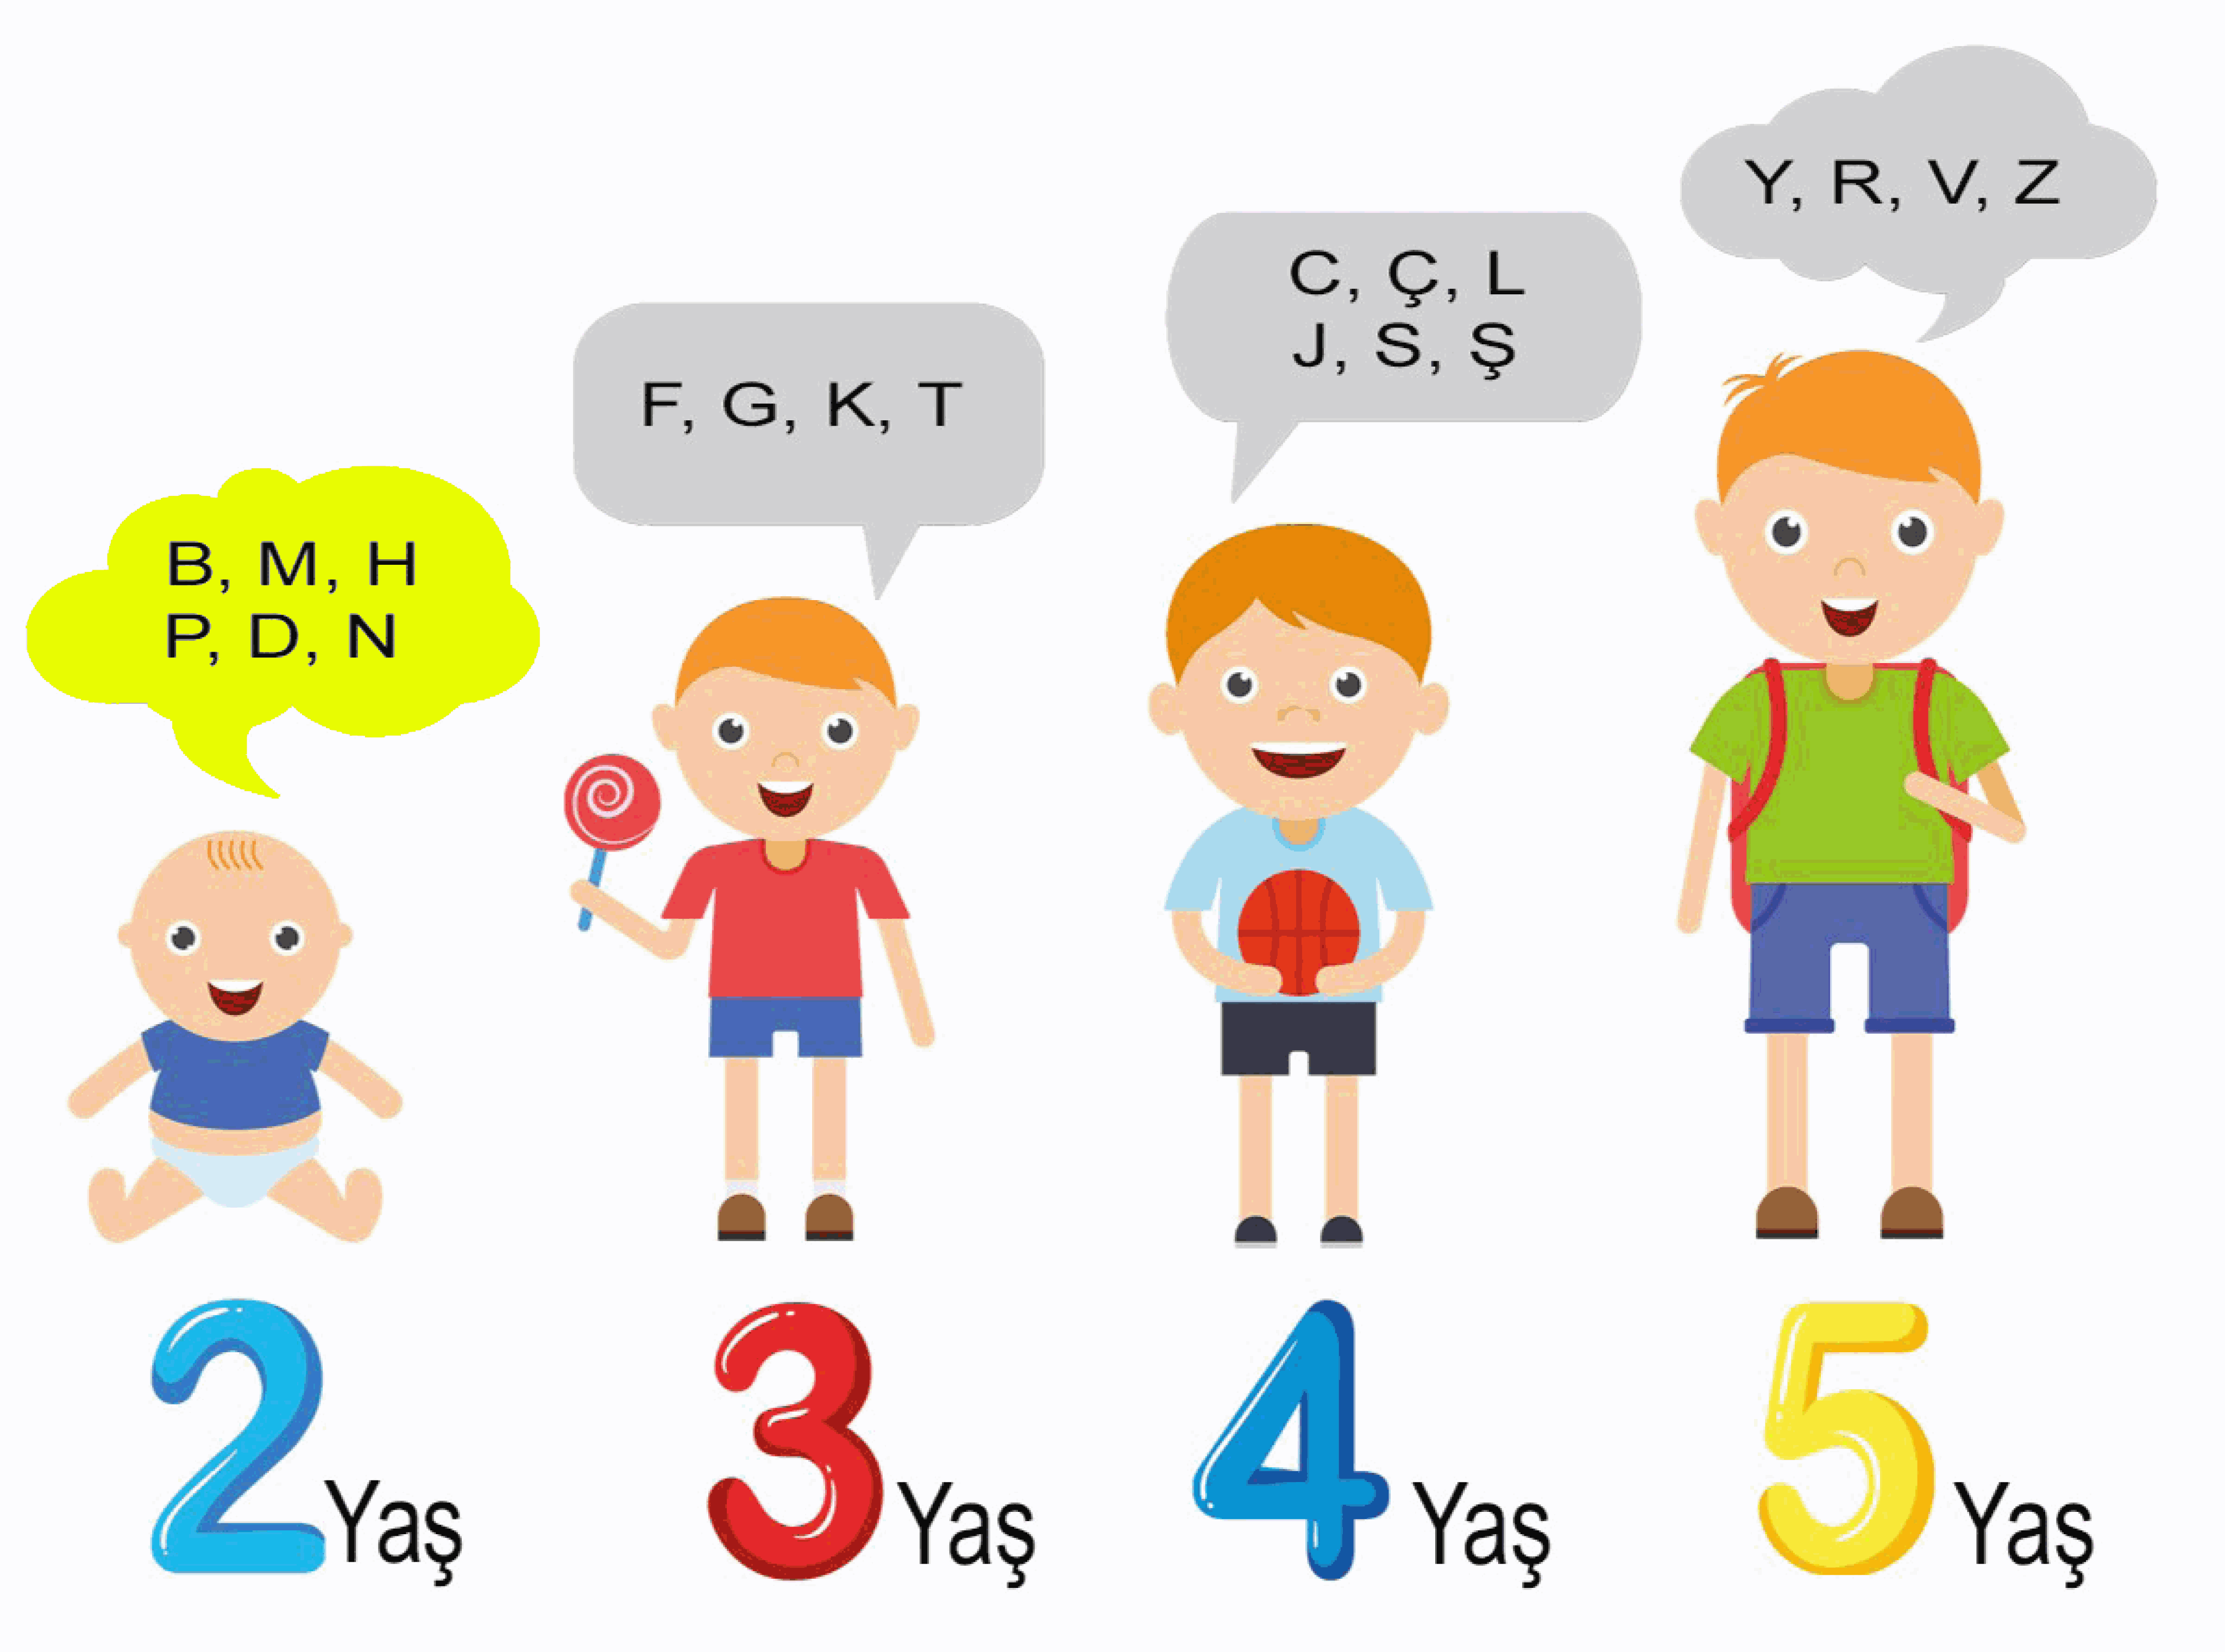 B, M, H
P, D, N
F, G, K, T
C, Ç, L
J, S, Ş
Y, R, V, Z
2 Yaş
3 Yaş
4 Yaş
5 Yaş